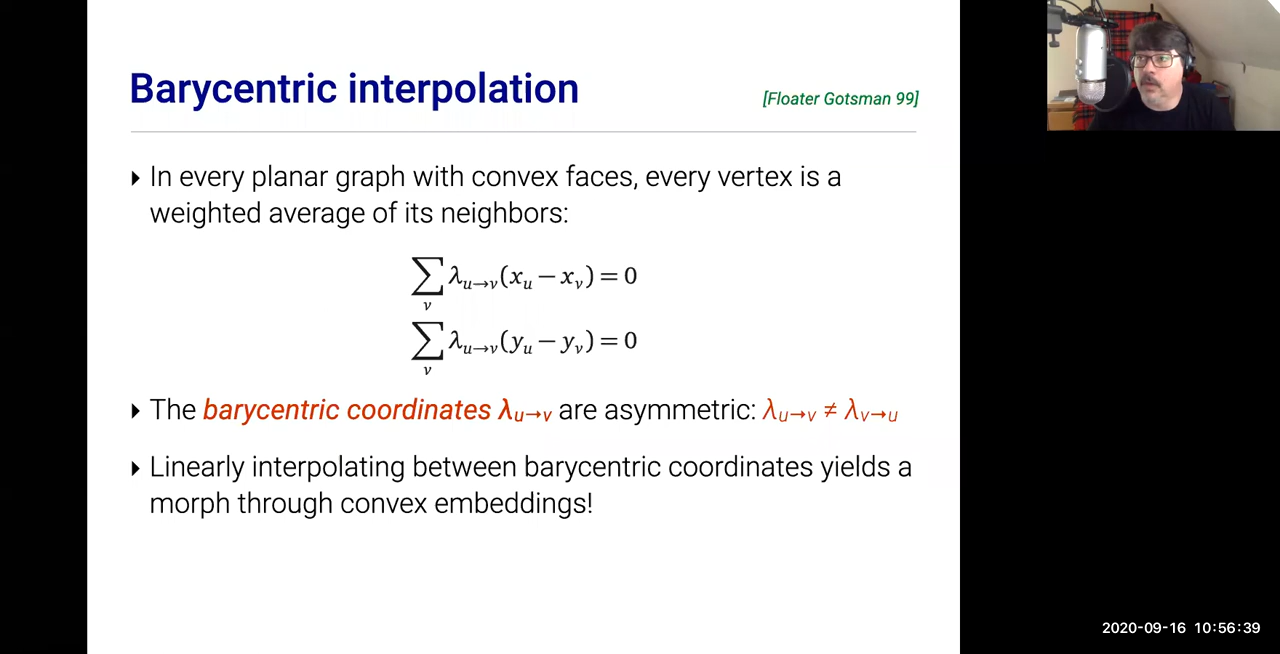 Barycentric interpolation
[Floater Gotsman 99]
▸ In every planar graph with convex faces, every vertex is a
weighted average of its neighbors:
∑_v λ_{u→v}(x_u − x_v) = 0
∑_v λ_{u→v}(y_u − y_v) = 0
▸ The barycentric coordinates λ_{u→v} are asymmetric: λ_{u→v} ≠ λ_{v→u}
▸ Linearly interpolating between barycentric coordinates yields a
morph through convex embeddings!
2020-09-16 10:56:39